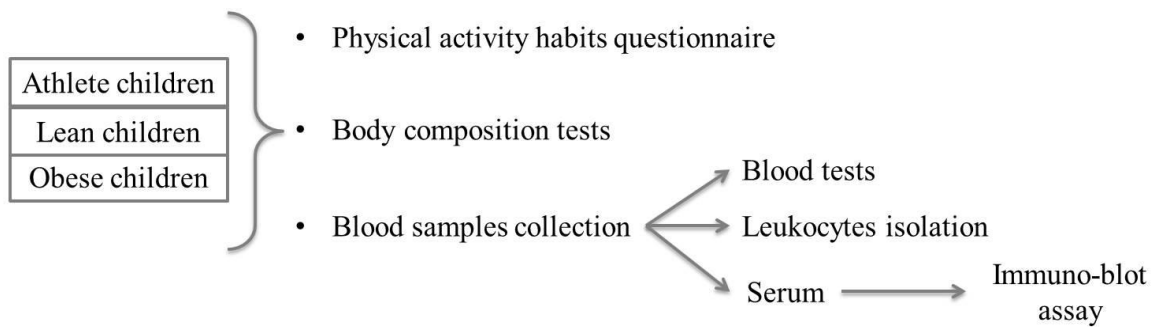 Athlete children
Lean children
Obese children
• Physical activity habits questionnaire
• Body composition tests
• Blood samples collection
Blood tests
Leukocytes isolation
Serum
Immuno-blot
assay